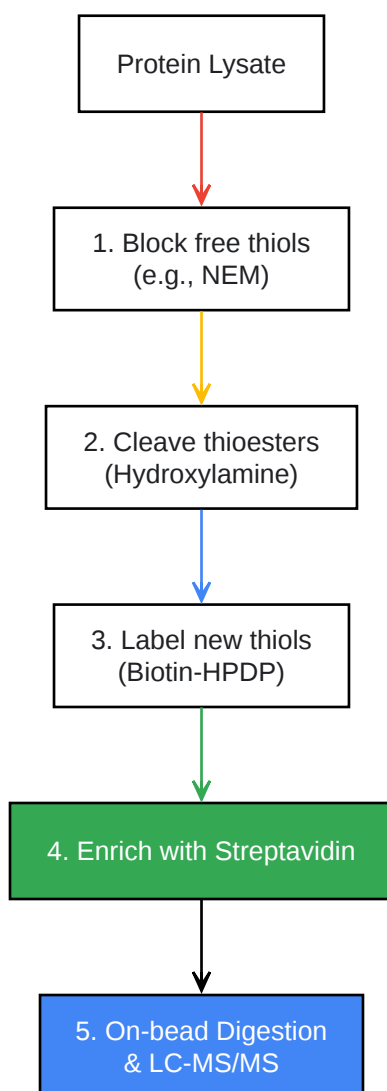 Protein Lysate
1. Block free thiols
(e.g., NEM)
2. Cleave thioesters
(Hydroxylamine)
3. Label new thiols
(Biotin-HPDP)
4. Enrich with Streptavidin
5. On-bead Digestion
& LC-MS/MS